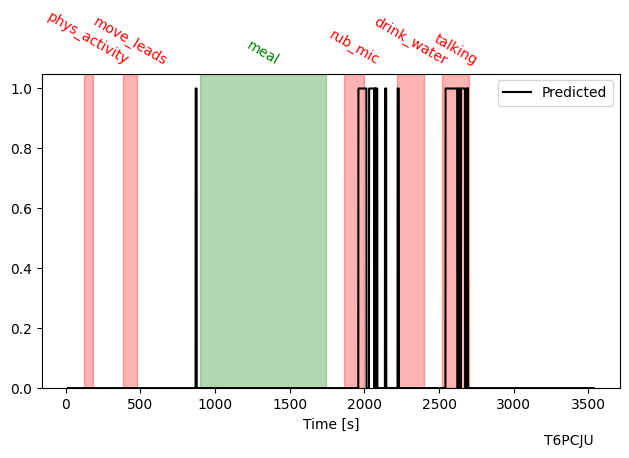 phys_activity
move_leads
meal
rub_mic
drink_water
talking
Predicted
1.0
0.8
0.6
0.4
0.2
0.0
0 500 1000 1500 2000 2500 3000 3500
Time [s]
T6PCJU